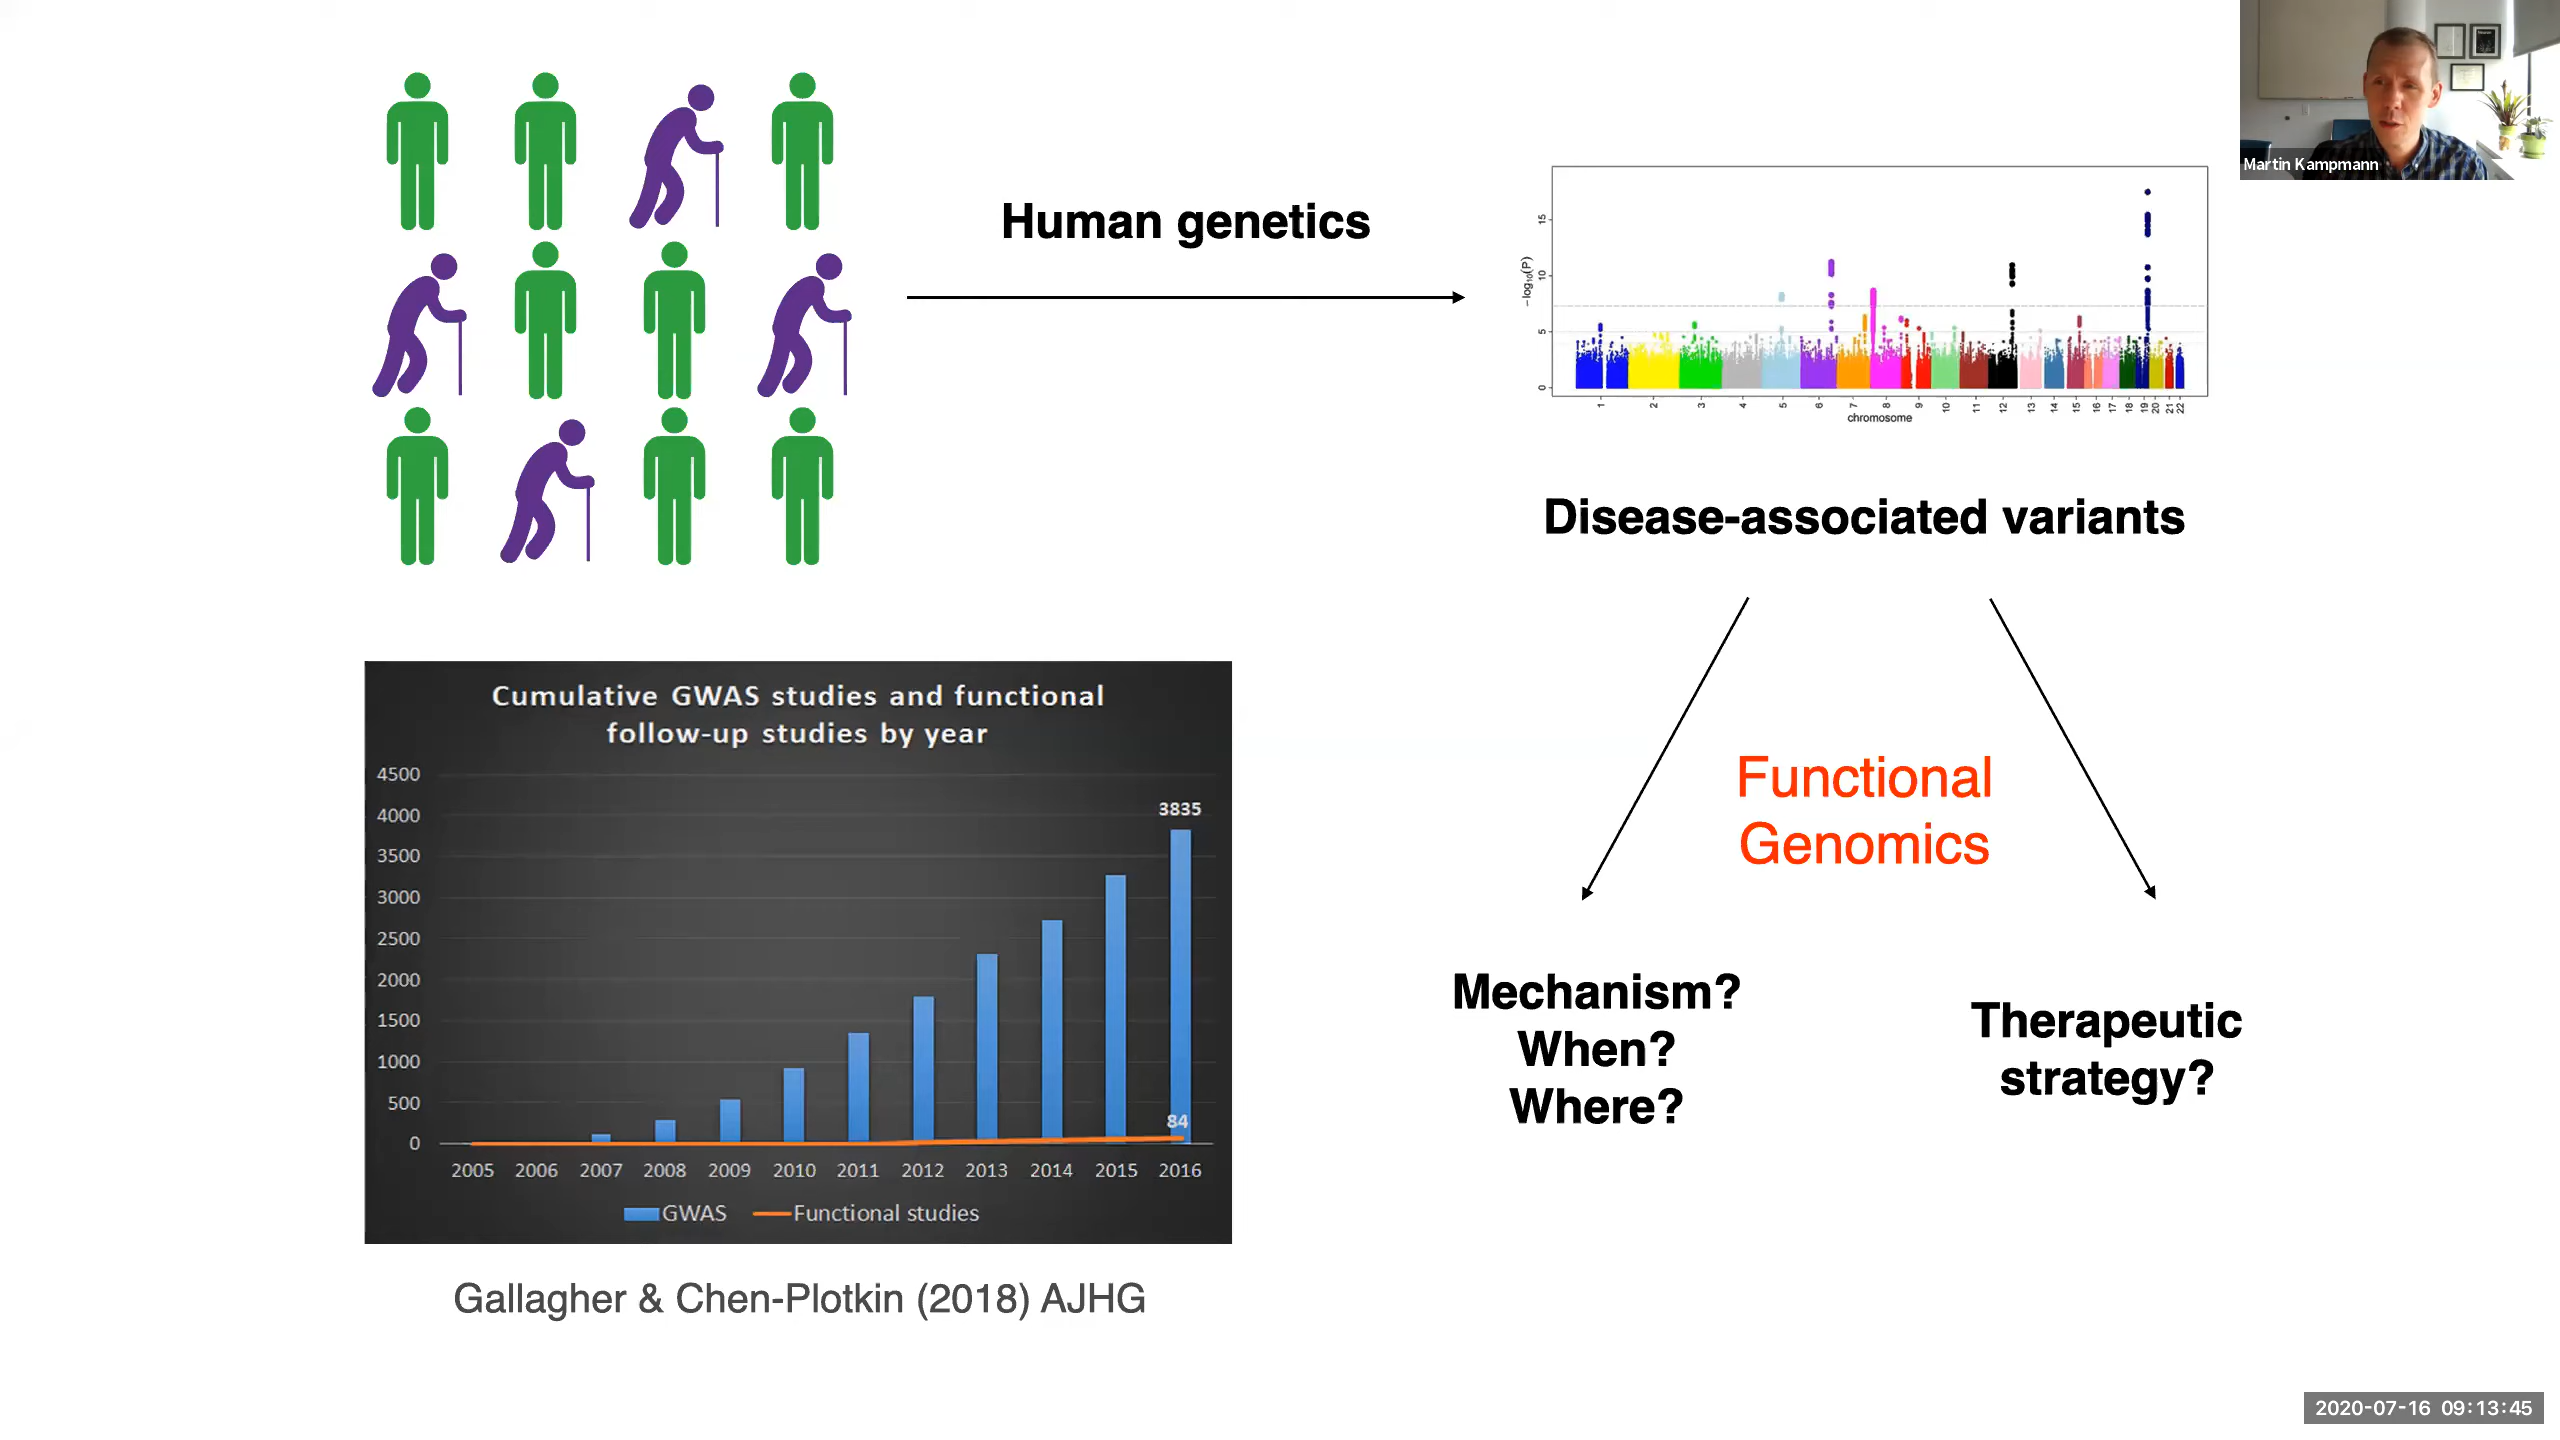 Martin Kampmann
Human genetics
−log₁₀(P)
15
10
5
0
1 2 3 4 5 6 7 8 9 10 11 12 13 14 15 16 17 18 19 20 21 22
chromosome
Disease-associated variants
Functional
Genomics
Mechanism?
When?
Where?
Therapeutic
strategy?
Cumulative GWAS studies and functional
follow-up studies by year
4500
4000
3500
3000
2500
2000
1500
1000
500
0
3835
84
2005 2006 2007 2008 2009 2010 2011 2012 2013 2014 2015 2016
GWAS Functional studies
Gallagher & Chen-Plotkin (2018) AJHG
2020-07-16 09:13:45